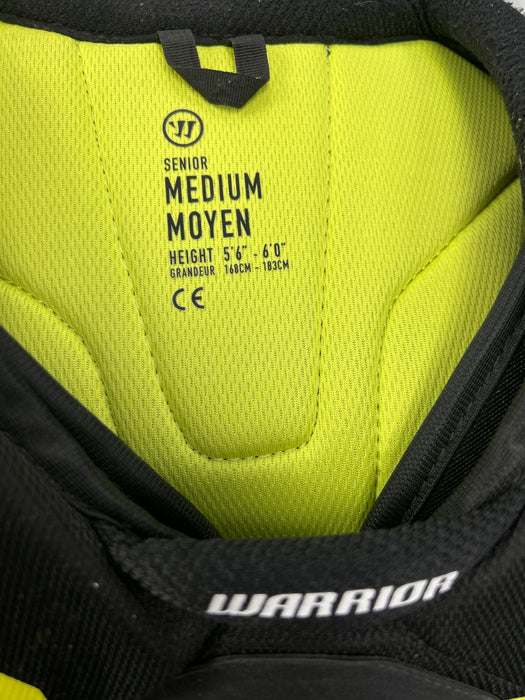 SENIOR
MEDIUM
MOYEN
HEIGHT 5'6" - 6'0"
GRANDEUR 168CM - 183CM
CE
WARRIOR